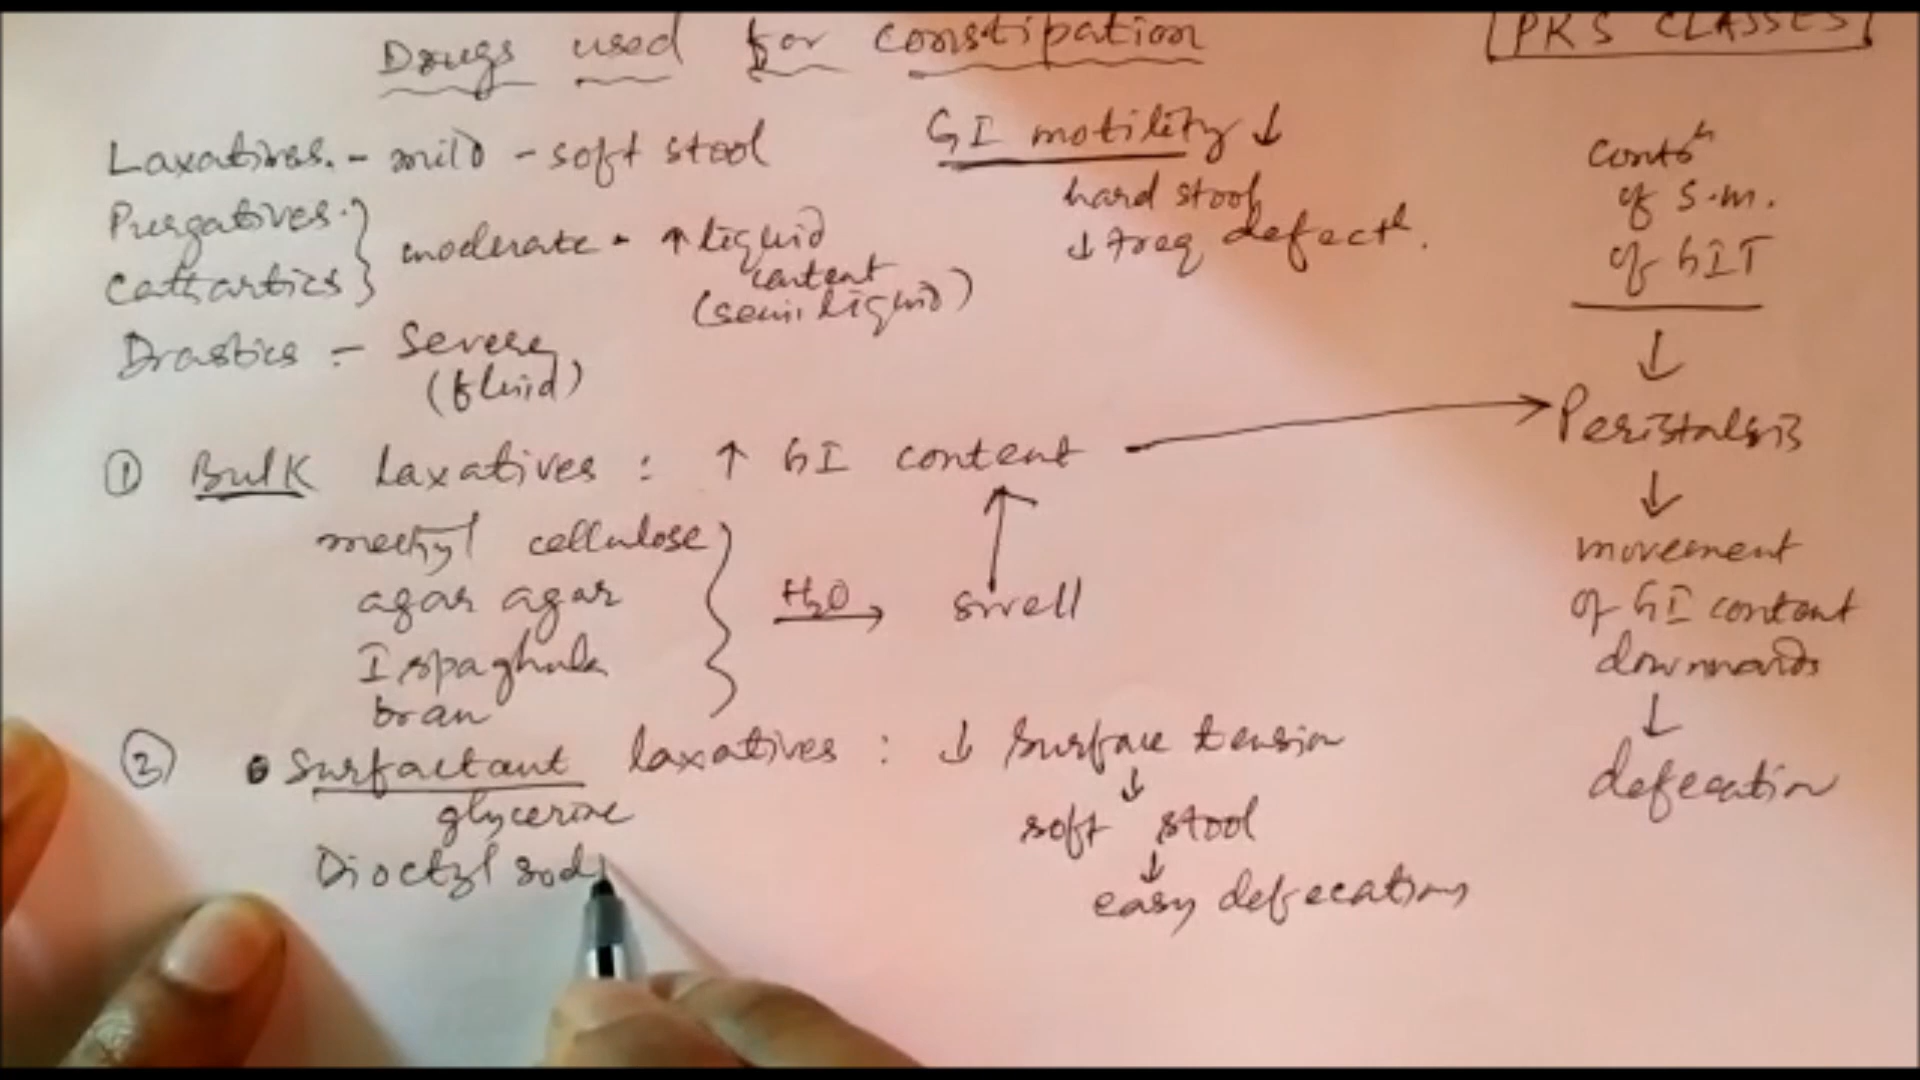 Drugs used for constipation
PKS CLASSES
Laxatives. - mild - soft stool
Purgatives.
Cathartics
moderate - ↑ liquid
content
(semi liquid)
Drastics :- Severe
(fluid)
GI motility ↓
hard stool
↓ freq defectⁿ.
contⁿ
of S.m.
of GIT
↓
Peristalsis
↓
movement
of GI content
downwards
↓
defecation
① Bulk laxatives : ↑ GI content →
methyl cellulose
agar agar
Ispaghula
bran
H₂O → swell ↑
② Surfactant laxatives : ↓ surface tension
glycerine
Dioctyl sod
↓
soft stool
↓
easy defecation